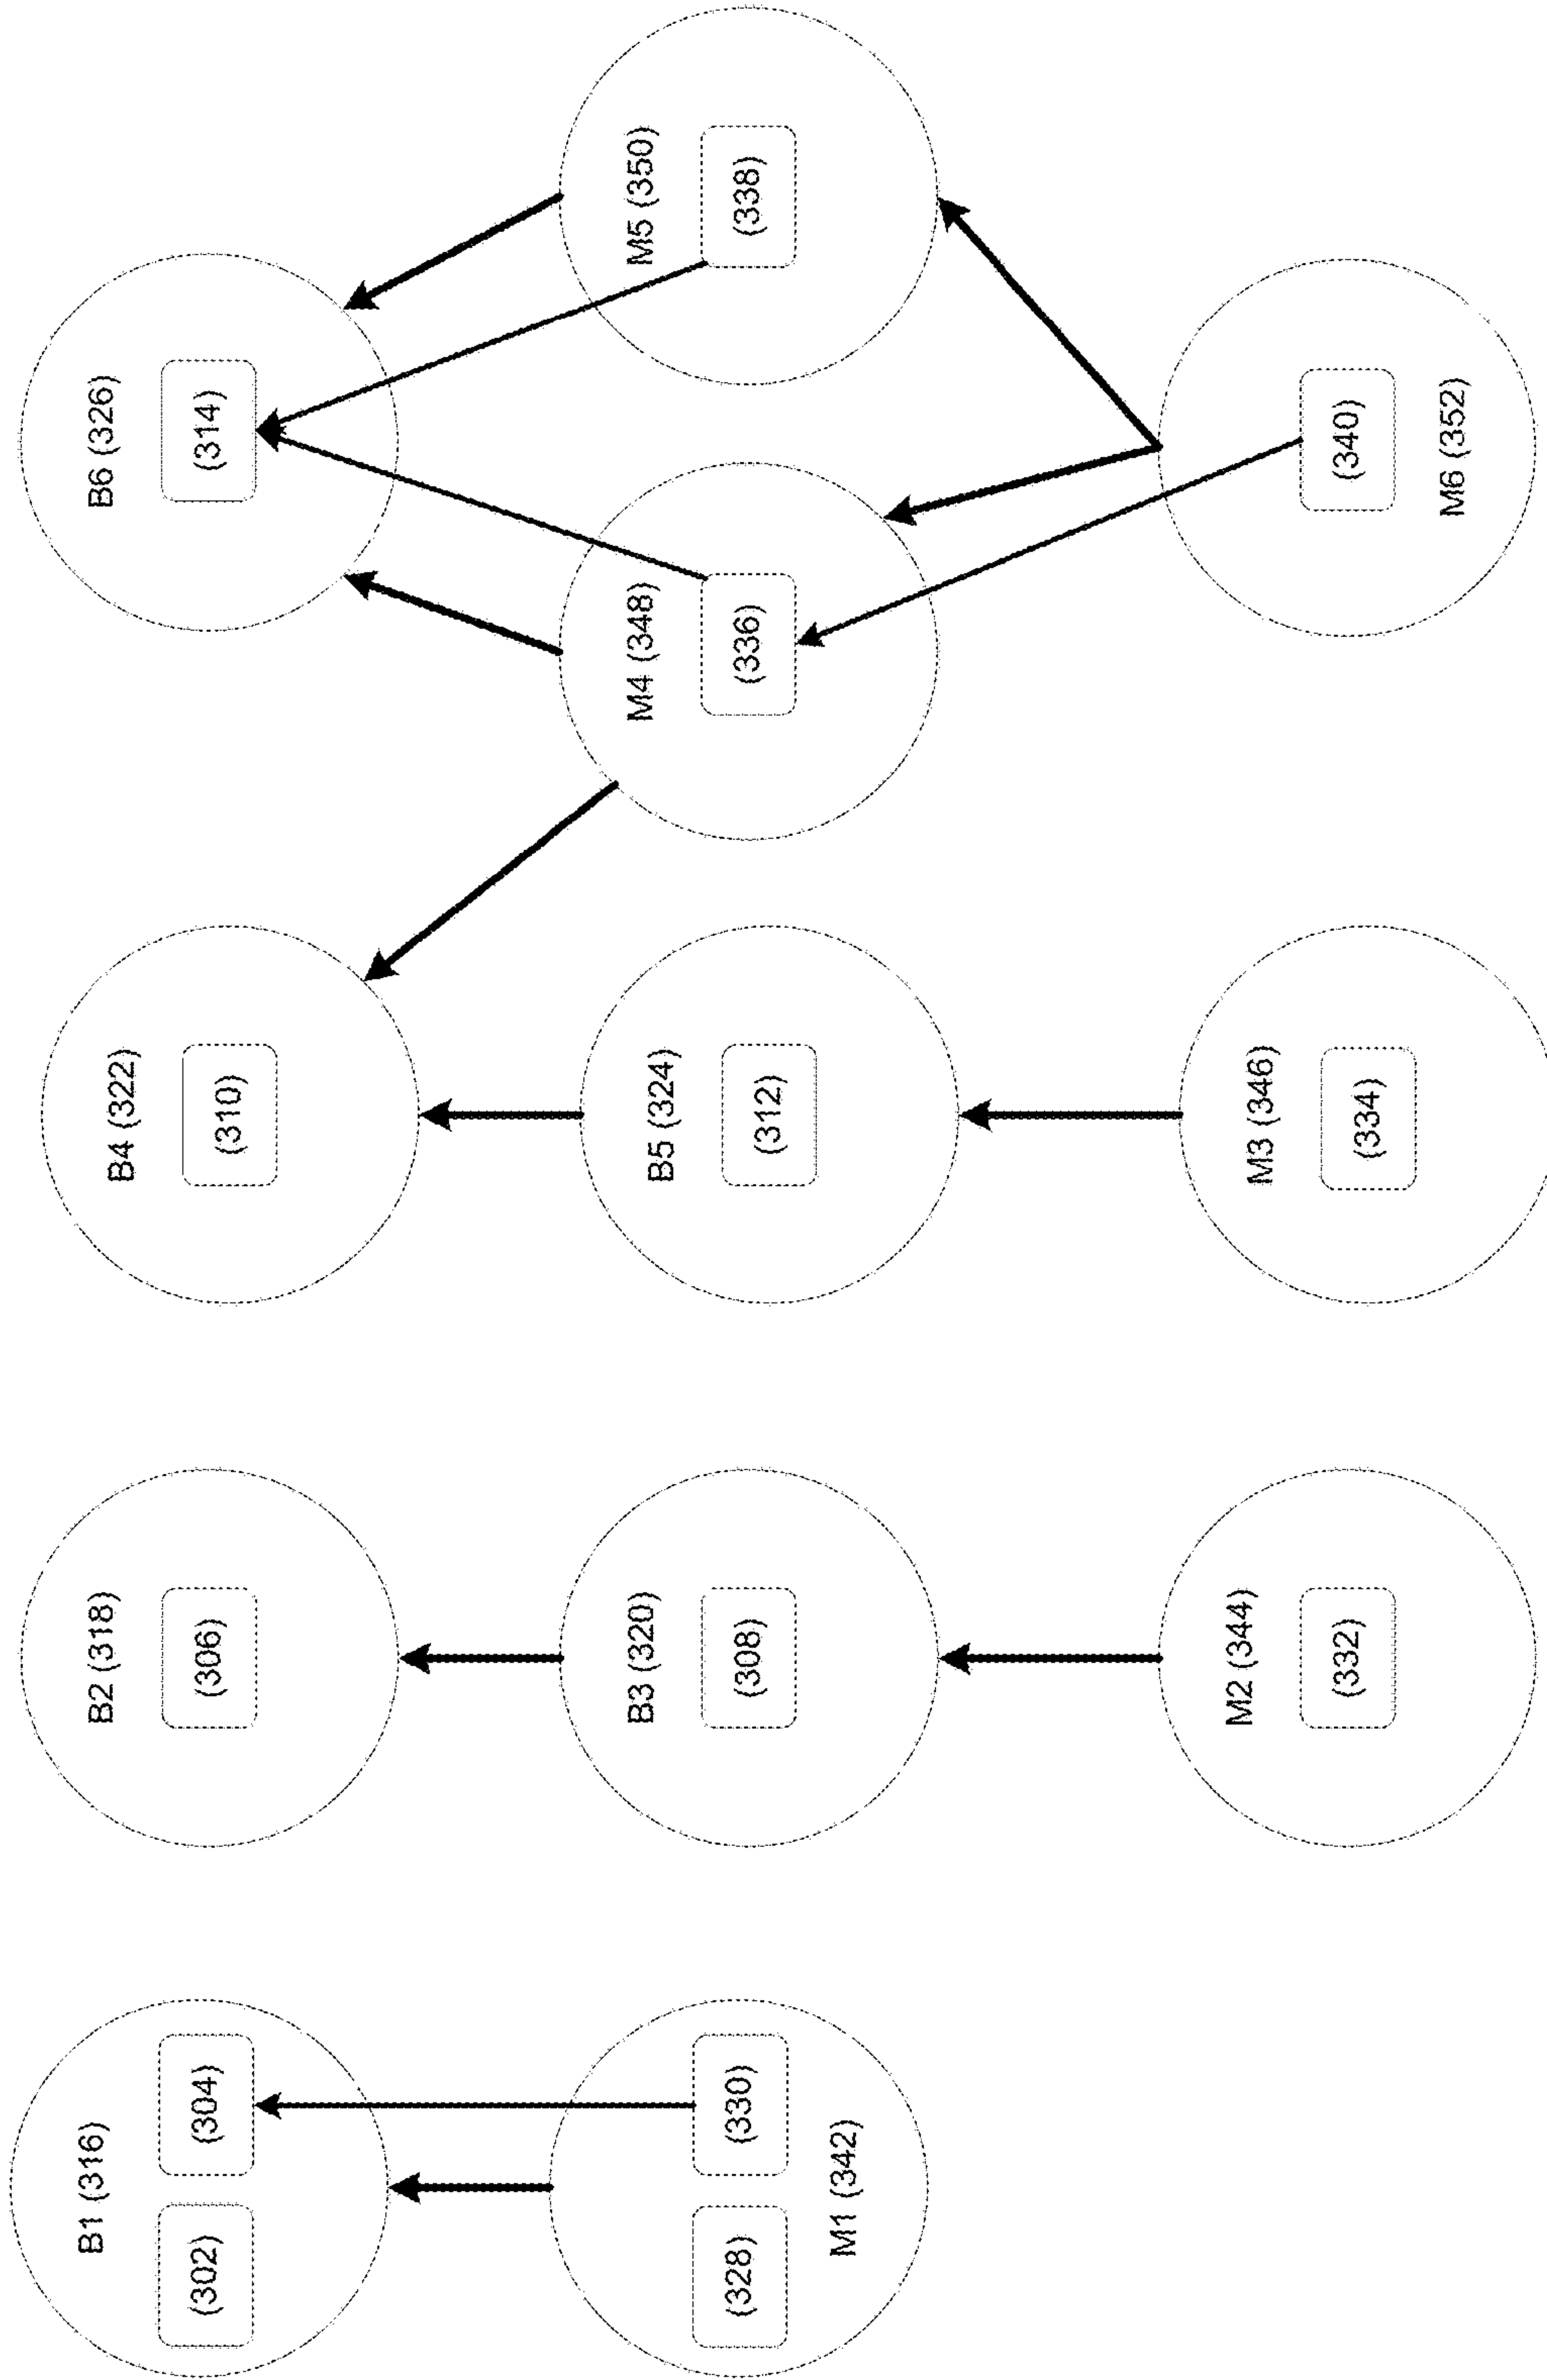 B1 (316)
(302)
(304)
(328)
(330)
M1 (342)
B2 (318)
(306)
B3 (320)
(308)
M2 (344)
(332)
B4 (322)
(310)
B5 (324)
(312)
M3 (346)
(334)
B6 (326)
(314)
M4 (348)
(336)
M5 (350)
(338)
(340)
M6 (352)